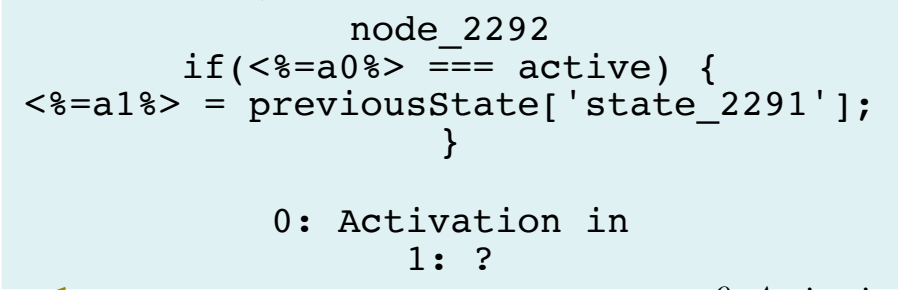 node_2292
if(<%=a0%> === active) {
<%=a1%> = previousState['state_2291'];
}
0: Activation in
1: ?